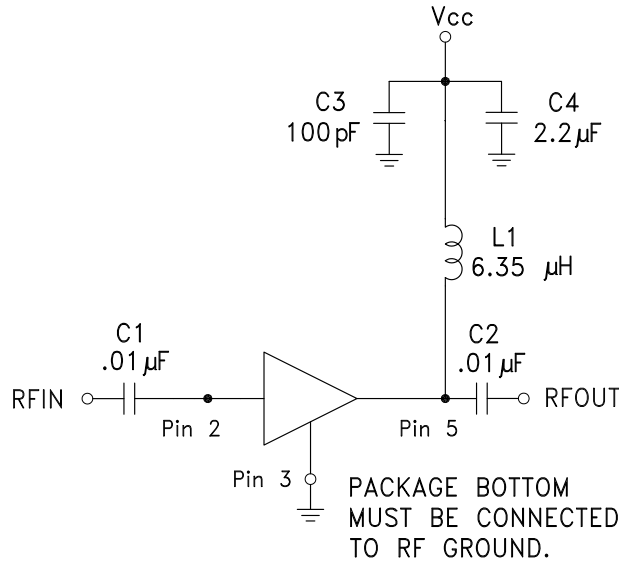 Vcc
C3
100 pF
C4
2.2 µF
L1
6.35 µH
C1
.01 µF
C2
.01 µF
RFIN
RFOUT
Pin 2
Pin 5
Pin 3
PACKAGE BOTTOM
MUST BE CONNECTED
TO RF GROUND.